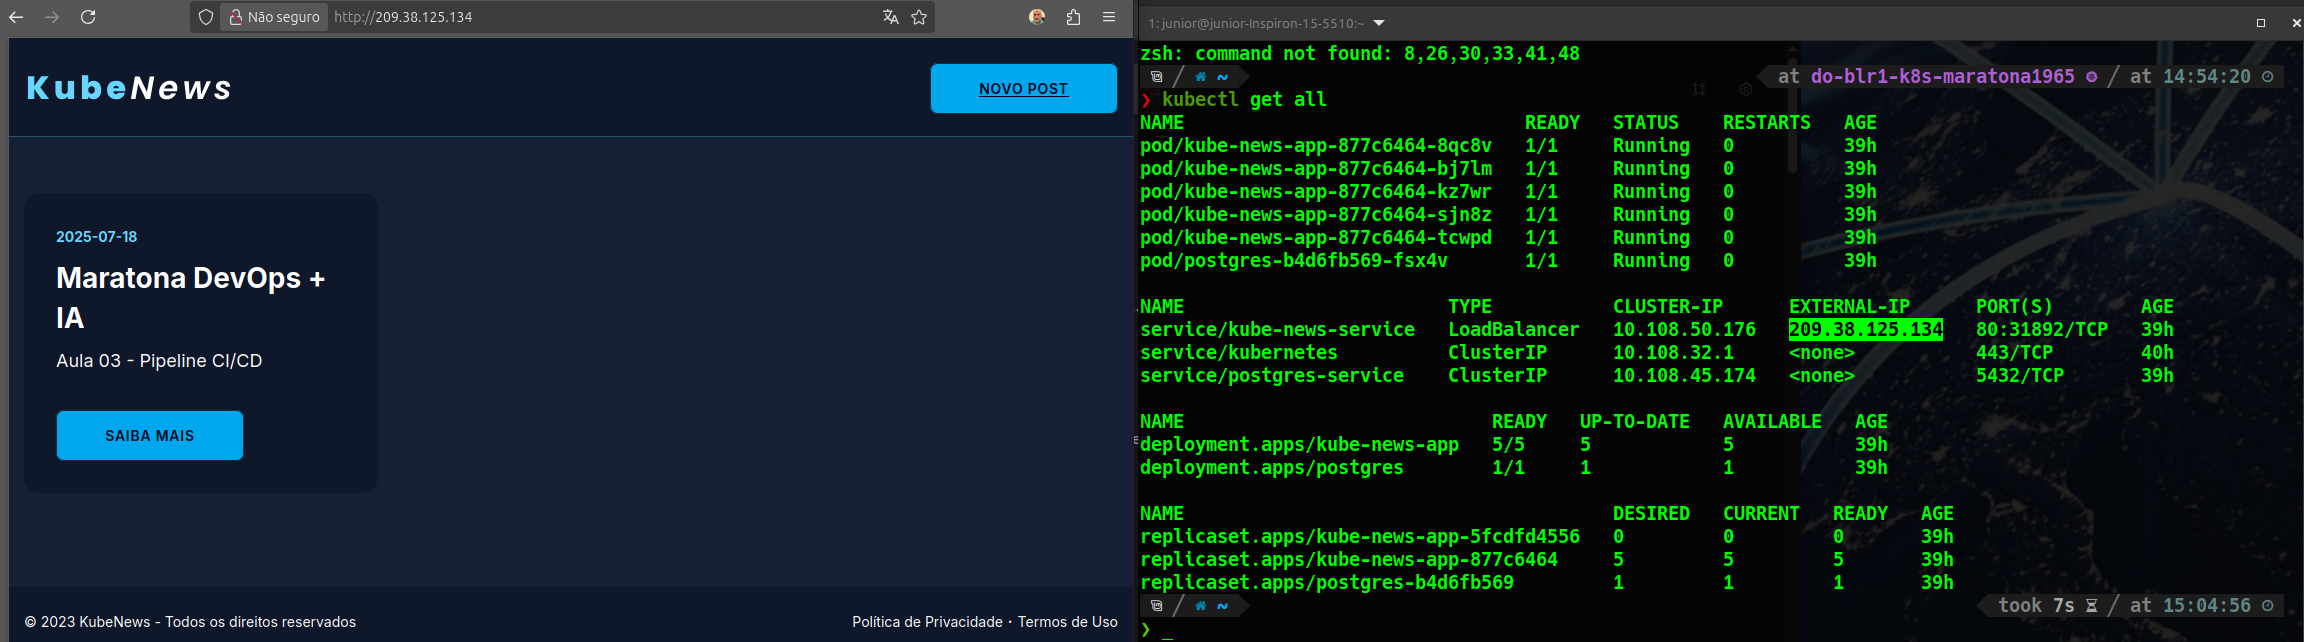 Não seguro http://209.38.125.134
KubeNews
NOVO POST
2025-07-18
Maratona DevOps +
IA
Aula 03 - Pipeline CI/CD
SAIBA MAIS
© 2023 KubeNews - Todos os direitos reservados
Política de Privacidade • Termos de Uso
1: junior@junior-Inspiron-15-5510:~
zsh: command not found: 8,26,30,33,41,48
~ at do-blr1-k8s-maratona1965 / at 14:54:20
❯ kubectl get all
NAME READY STATUS RESTARTS AGE
pod/kube-news-app-877c6464-8qc8v 1/1 Running 0 39h
pod/kube-news-app-877c6464-bj7lm 1/1 Running 0 39h
pod/kube-news-app-877c6464-kz7wr 1/1 Running 0 39h
pod/kube-news-app-877c6464-sjn8z 1/1 Running 0 39h
pod/kube-news-app-877c6464-tcwpd 1/1 Running 0 39h
pod/postgres-b4d6fb569-fsx4v 1/1 Running 0 39h
NAME TYPE CLUSTER-IP EXTERNAL-IP PORT(S) AGE
service/kube-news-service LoadBalancer 10.108.50.176 209.38.125.134 80:31892/TCP 39h
service/kubernetes ClusterIP 10.108.32.1 <none> 443/TCP 40h
service/postgres-service ClusterIP 10.108.45.174 <none> 5432/TCP 39h
NAME READY UP-TO-DATE AVAILABLE AGE
deployment.apps/kube-news-app 5/5 5 5 39h
deployment.apps/postgres 1/1 1 1 39h
NAME DESIRED CURRENT READY AGE
replicaset.apps/kube-news-app-5fcdfd4556 0 0 0 39h
replicaset.apps/kube-news-app-877c6464 5 5 5 39h
replicaset.apps/postgres-b4d6fb569 1 1 1 39h
~ took 7s / at 15:04:56
❯ _